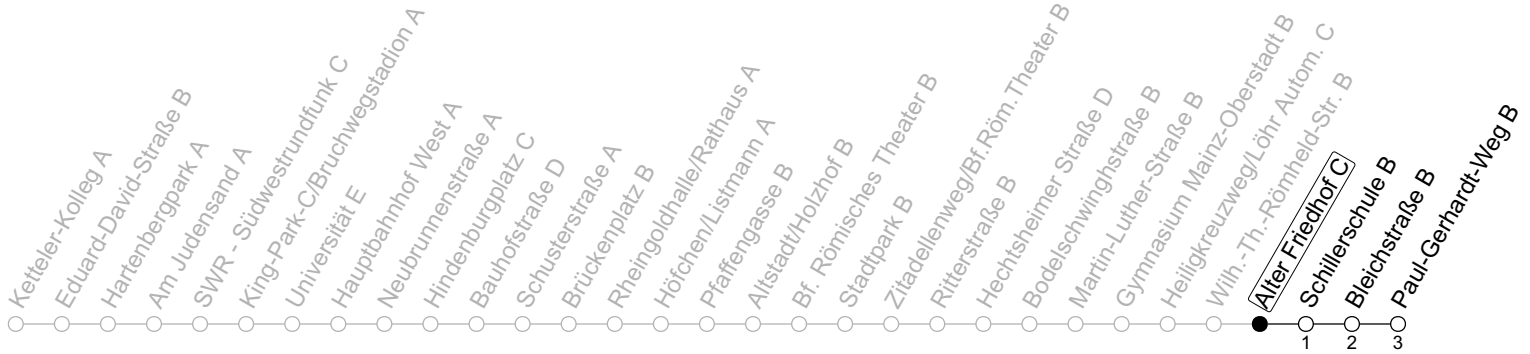 Ketteler-Kolleg A
Eduard-David-Straße B
Hartenbergpark A
Am Judensand A
SWR - Südwestrundfunk C
King-Park-C/Bruchwegstadion A
Universität E
Hauptbahnhof West A
Neubrunnenstraße A
Hindenburgplatz C
Bauhofstraße D
Schusterstraße A
Brückenplatz B
Rheingoldhalle/Rathaus A
Höfchen/Listmann A
Pfaffengasse B
Altstadt/Holzhof B
Bf. Römisches Theater B
Stadtpark B
Zitadellenweg/Bf.Röm.Theater B
Ritterstraße B
Hechtsheimer Straße D
Bodelschwinghstraße B
Martin-Luther-Straße B
Gymnasium Mainz-Oberstadt B
Heiligkreuzweg/Löhr Autom. C
Wilh.-Th.-Römheld-Str. B
Alter Friedhof C
Schillerschule B
Bleichstraße B
Paul-Gerhardt-Weg B
1 2 3